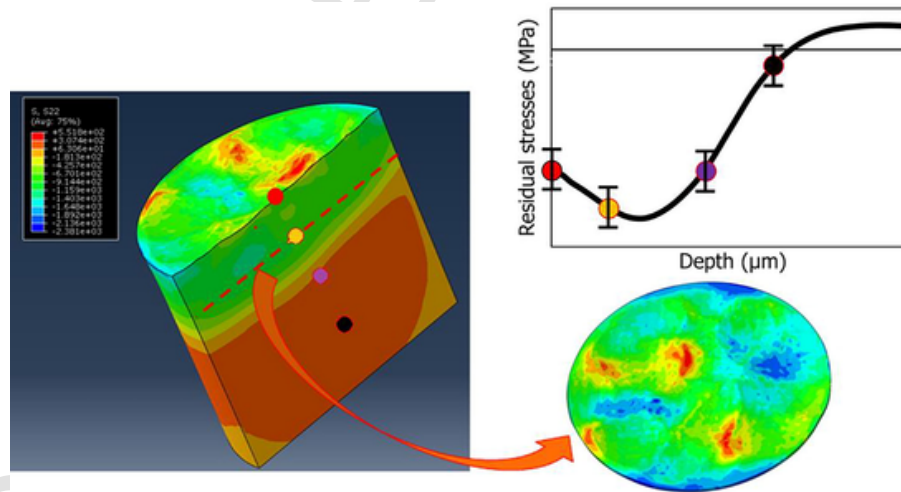 S, S22
(Avg: 75%)
+5.518e+02
+3.074e+02
+6.306e+01
-1.813e+02
-4.257e+02
-6.701e+02
-9.144e+02
-1.159e+03
-1.403e+03
-1.648e+03
-1.892e+03
-2.136e+03
-2.381e+03
Residual stresses (MPa)
Depth (µm)